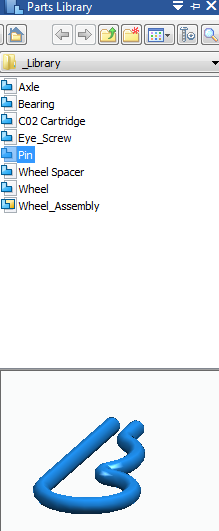 Parts Library
_Library
Axle
Bearing
C02 Cartridge
Eye_Screw
Pin
Wheel Spacer
Wheel
Wheel_Assembly